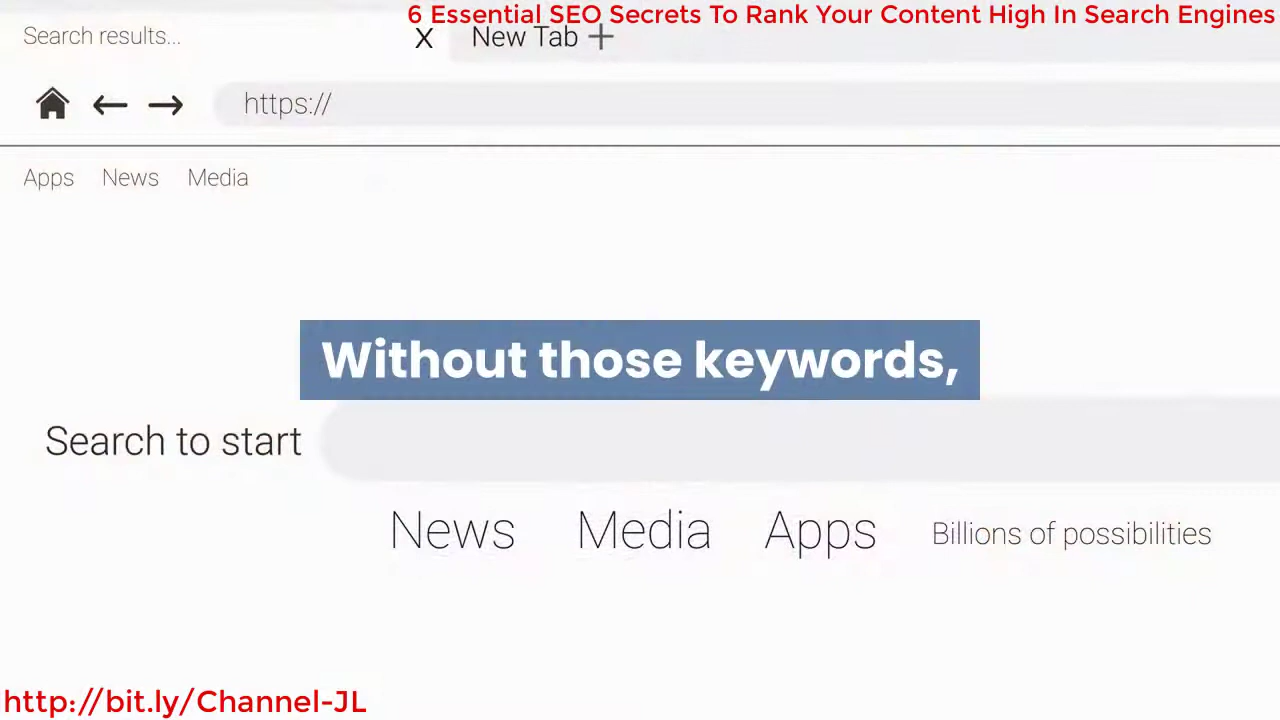 6 Essential SEO Secrets To Rank Your Content High In Search Engines
Search results... X New Tab +
https://
Apps News Media
Without those keywords,
Search to start
News Media Apps Billions of possibilities
http://bit.ly/Channel-JL